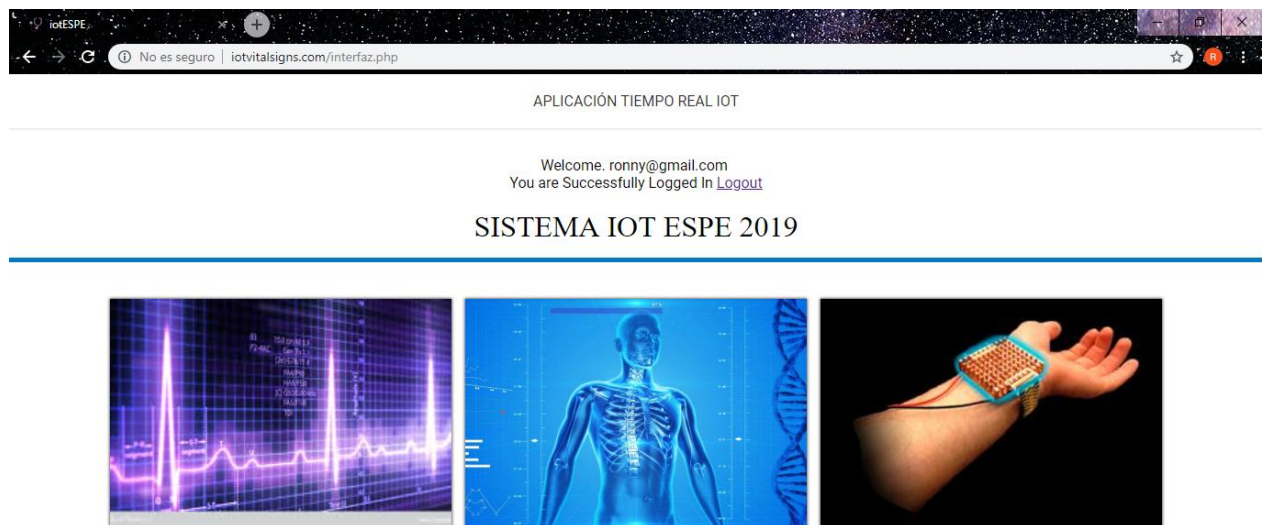 iotESPE
No es seguro | iotvitalsigns.com/interfaz.php
R
APLICACIÓN TIEMPO REAL IOT
Welcome. ronny@gmail.com
You are Successfully Logged In Logout
SISTEMA IOT ESPE 2019